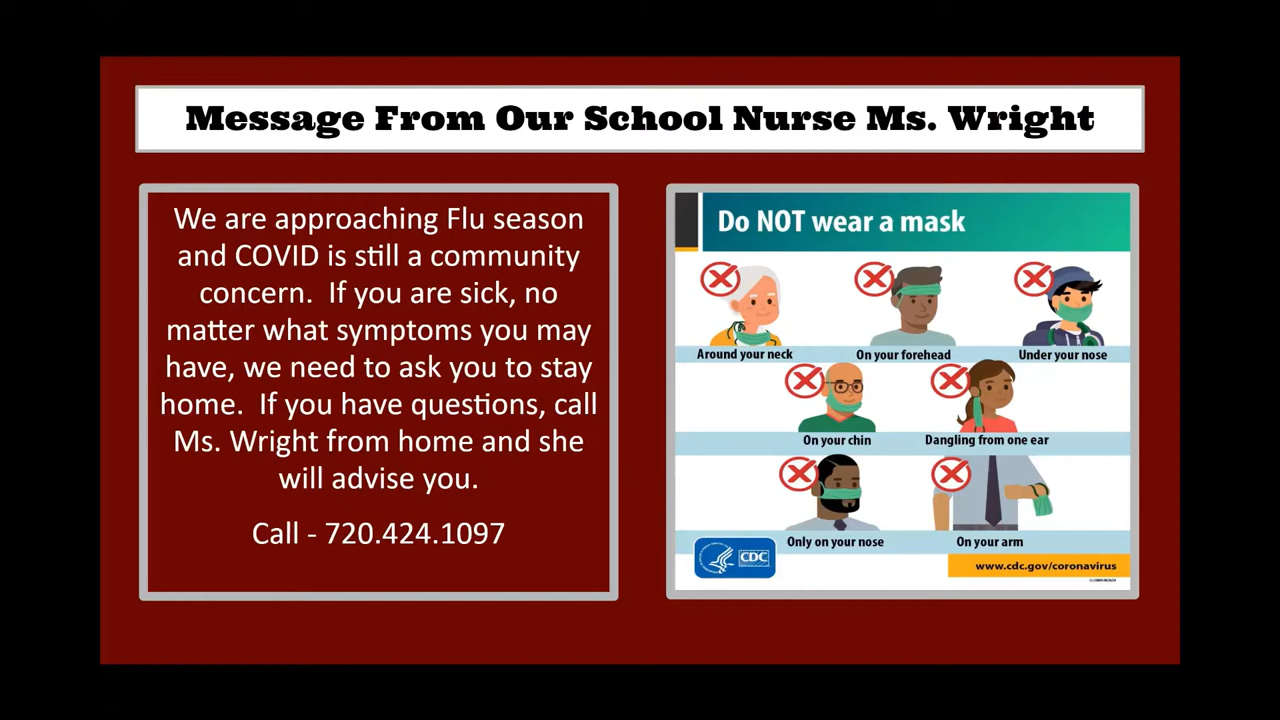 Message From Our School Nurse Ms. Wright
We are approaching Flu season
and COVID is still a community
concern.  If you are sick, no
matter what symptoms you may
have, we need to ask you to stay
home.  If you have questions, call
Ms. Wright from home and she
will advise you.
Call - 720.424.1097
Do NOT wear a mask
Around your neck
On your forehead
Under your nose
On your chin
Dangling from one ear
Only on your nose
On your arm
CDC
www.cdc.gov/coronavirus